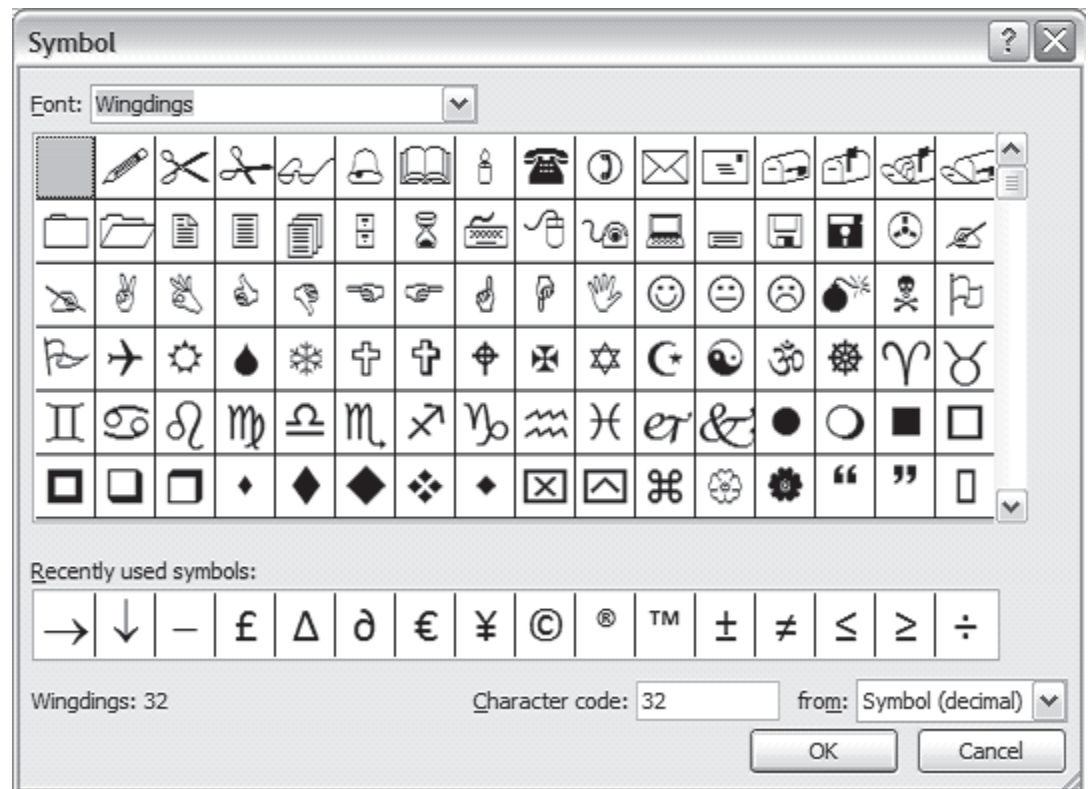 Symbol
Font: Wingdings
Recently used symbols:
→ ↓ – £ Δ ∂ € ¥ © ® ™ ± ≠ ≤ ≥ ÷
Wingdings: 32 Character code: 32 from: Symbol (decimal)
OK Cancel